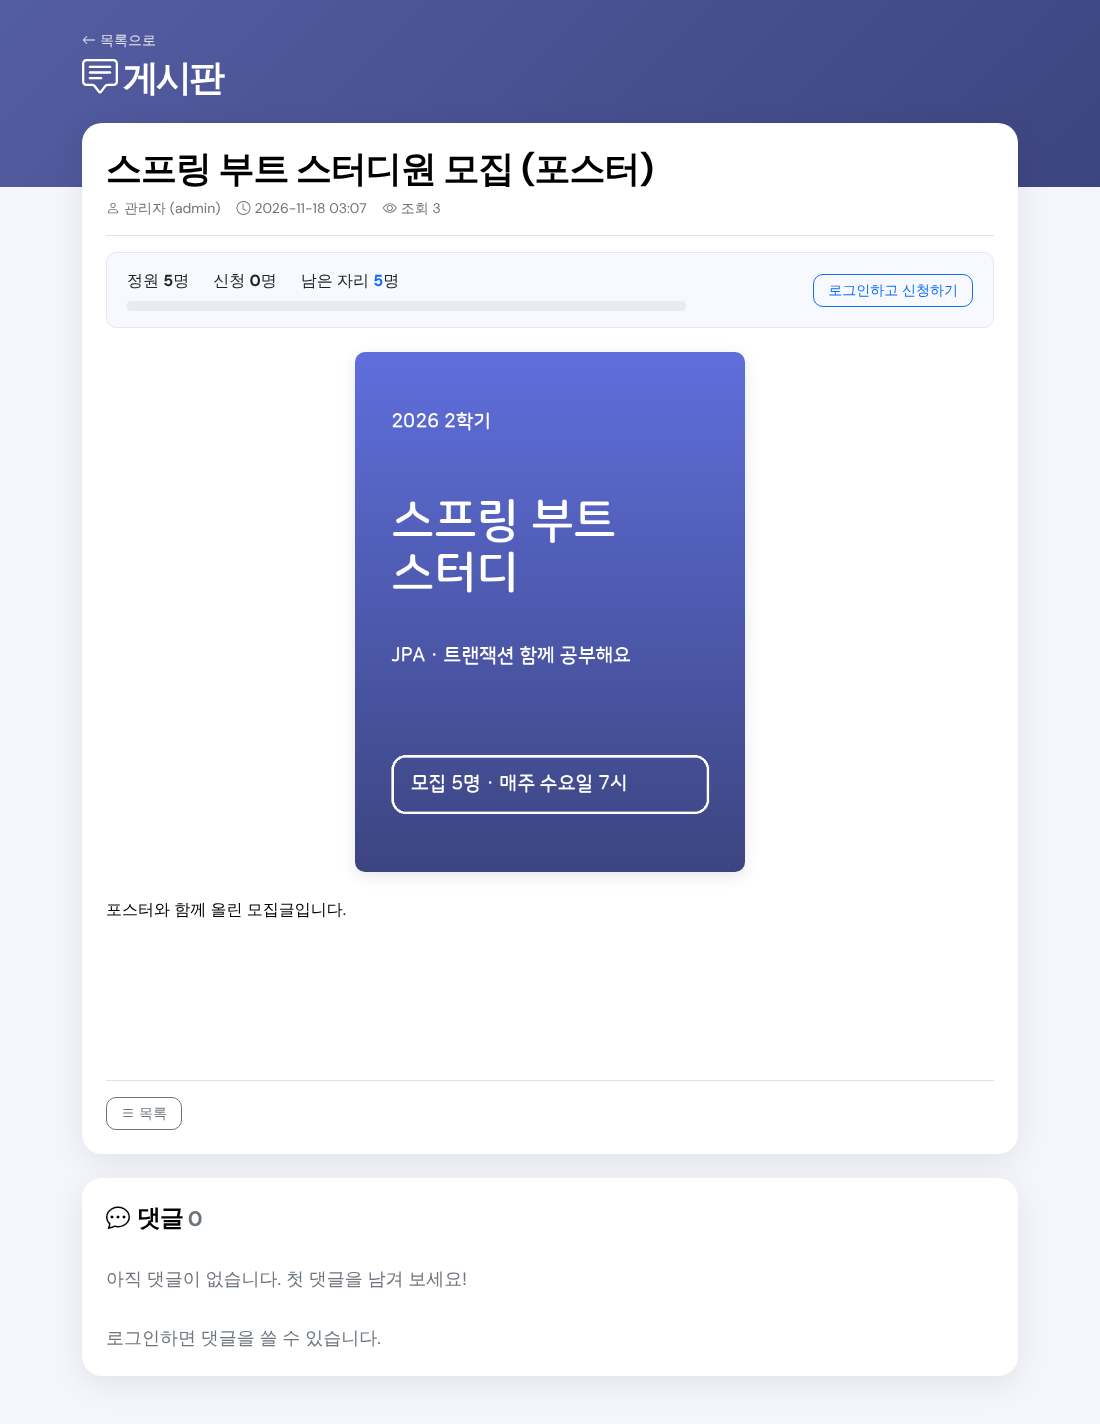 ← 목록으로
게시판
스프링 부트 스터디원 모집 (포스터)
관리자 (admin) 2026-11-18 03:07 조회 3
정원 5명 신청 0명 남은 자리 5명
로그인하고 신청하기
2026 2학기
스프링 부트
스터디
JPA · 트랜잭션 함께 공부해요
모집 5명 · 매주 수요일 7시
포스터와 함께 올린 모집글입니다.
목록
댓글 0
아직 댓글이 없습니다. 첫 댓글을 남겨 보세요!
로그인하면 댓글을 쓸 수 있습니다.